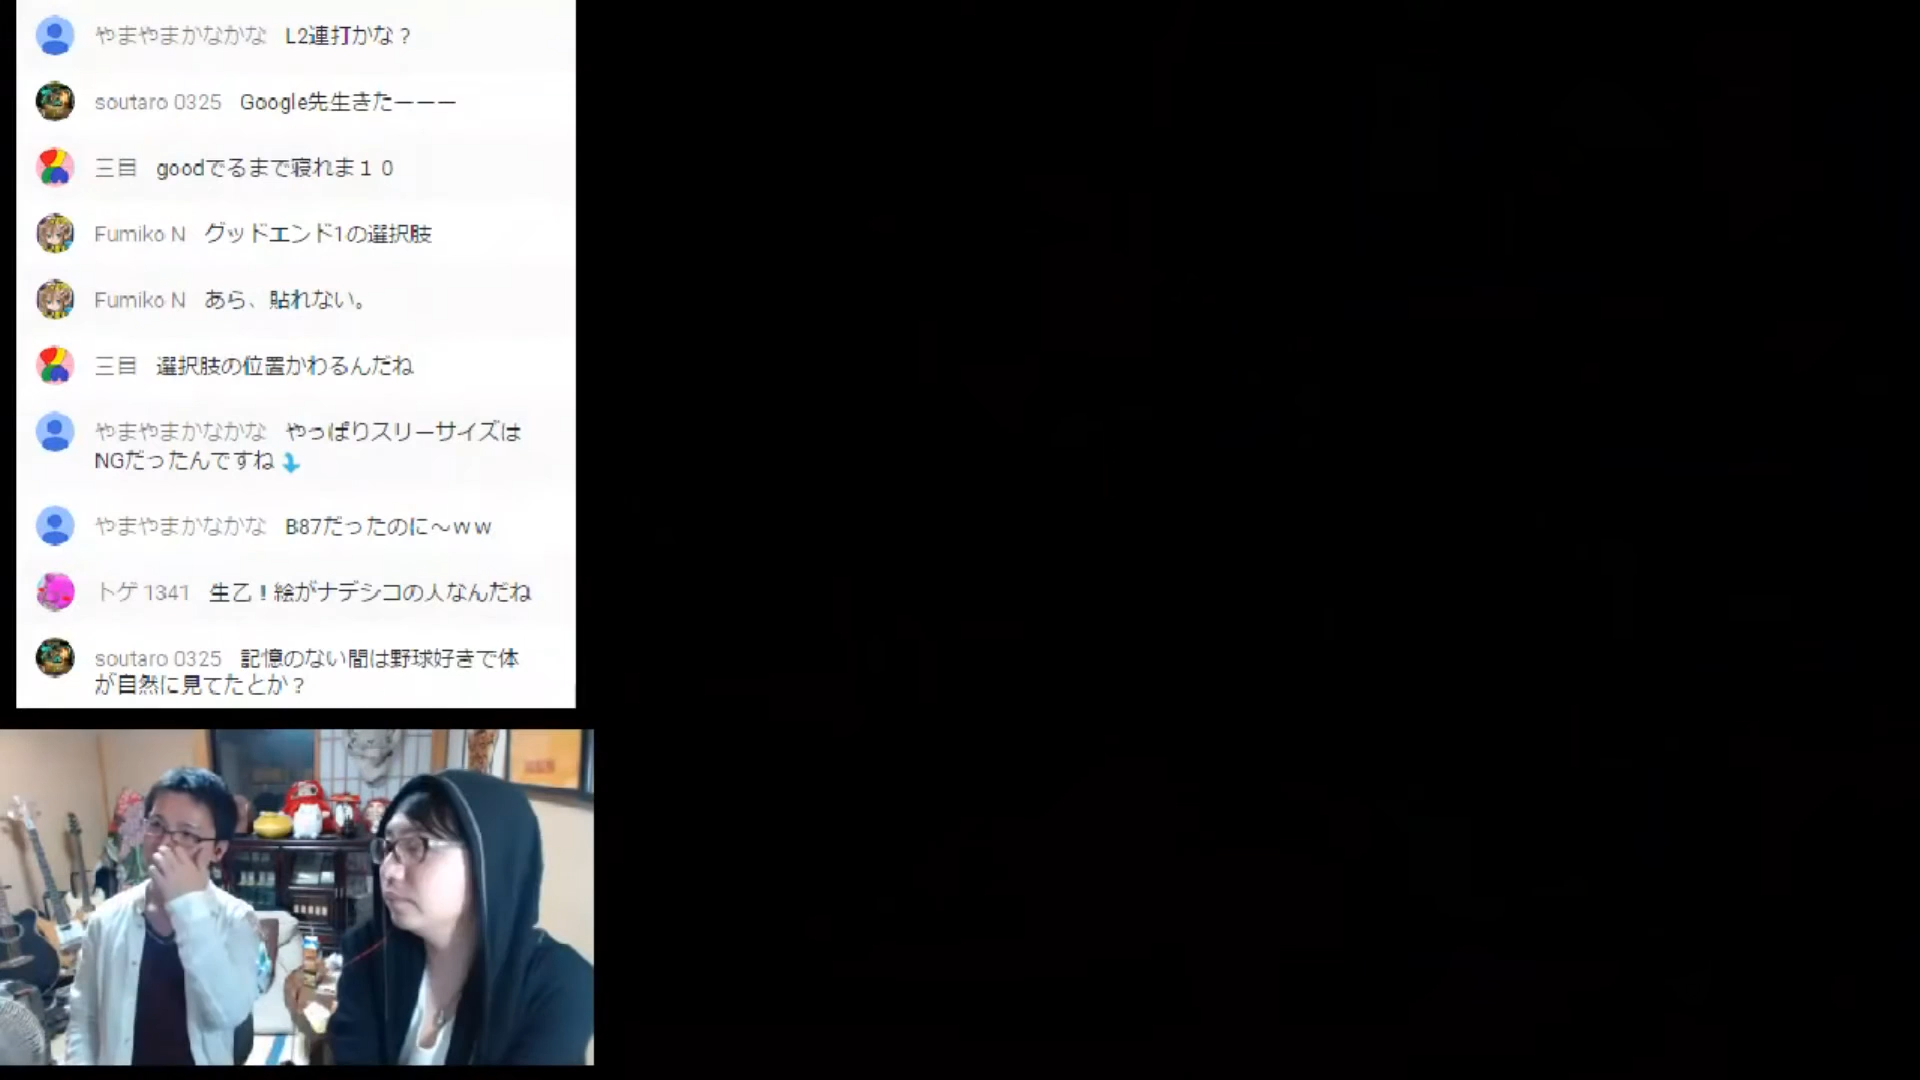 やまやまかなかな L2連打かな？
soutaro 0325 Google先生きたーーー
三目 goodでるまで寝れま１０
Fumiko N グッドエンド1の選択肢
Fumiko N あら、貼れない。
三目 選択肢の位置かわるんだね
やまやまかなかな やっぱりスリーサイズは
NGだったんですね
やまやまかなかな B87だったのに～ｗｗ
トゲ 1341 生乙！絵がナデシコの人なんだね
soutaro 0325 記憶のない間は野球好きで体
が自然に見てたとか？